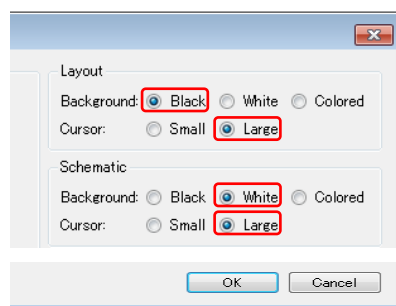 Layout
Background: Black White Colored
Cursor: Small Large
Schematic
Background: Black White Colored
Cursor: Small Large
OK Cancel